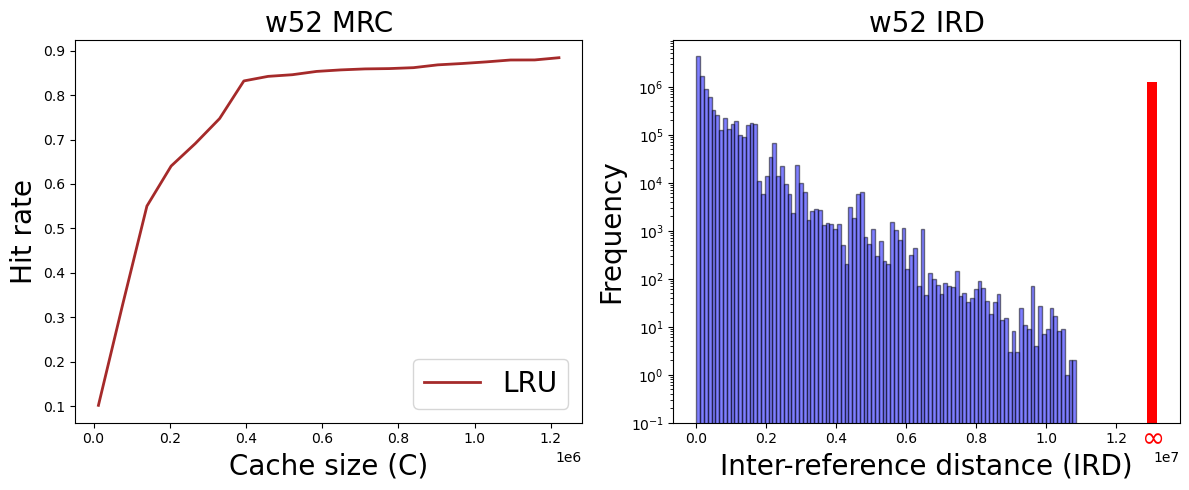 w52 MRC
Hit rate
0.9
0.8
0.7
0.6
0.5
0.4
0.3
0.2
0.1
LRU
0.0 0.2 0.4 0.6 0.8 1.0 1.2
1e6
Cache size (C)
w52 IRD
Frequency
10^6
10^5
10^4
10^3
10^2
10^1
10^0
10^−1
0.0 0.2 0.4 0.6 0.8 1.0 1.2 ∞
1e7
Inter-reference distance (IRD)